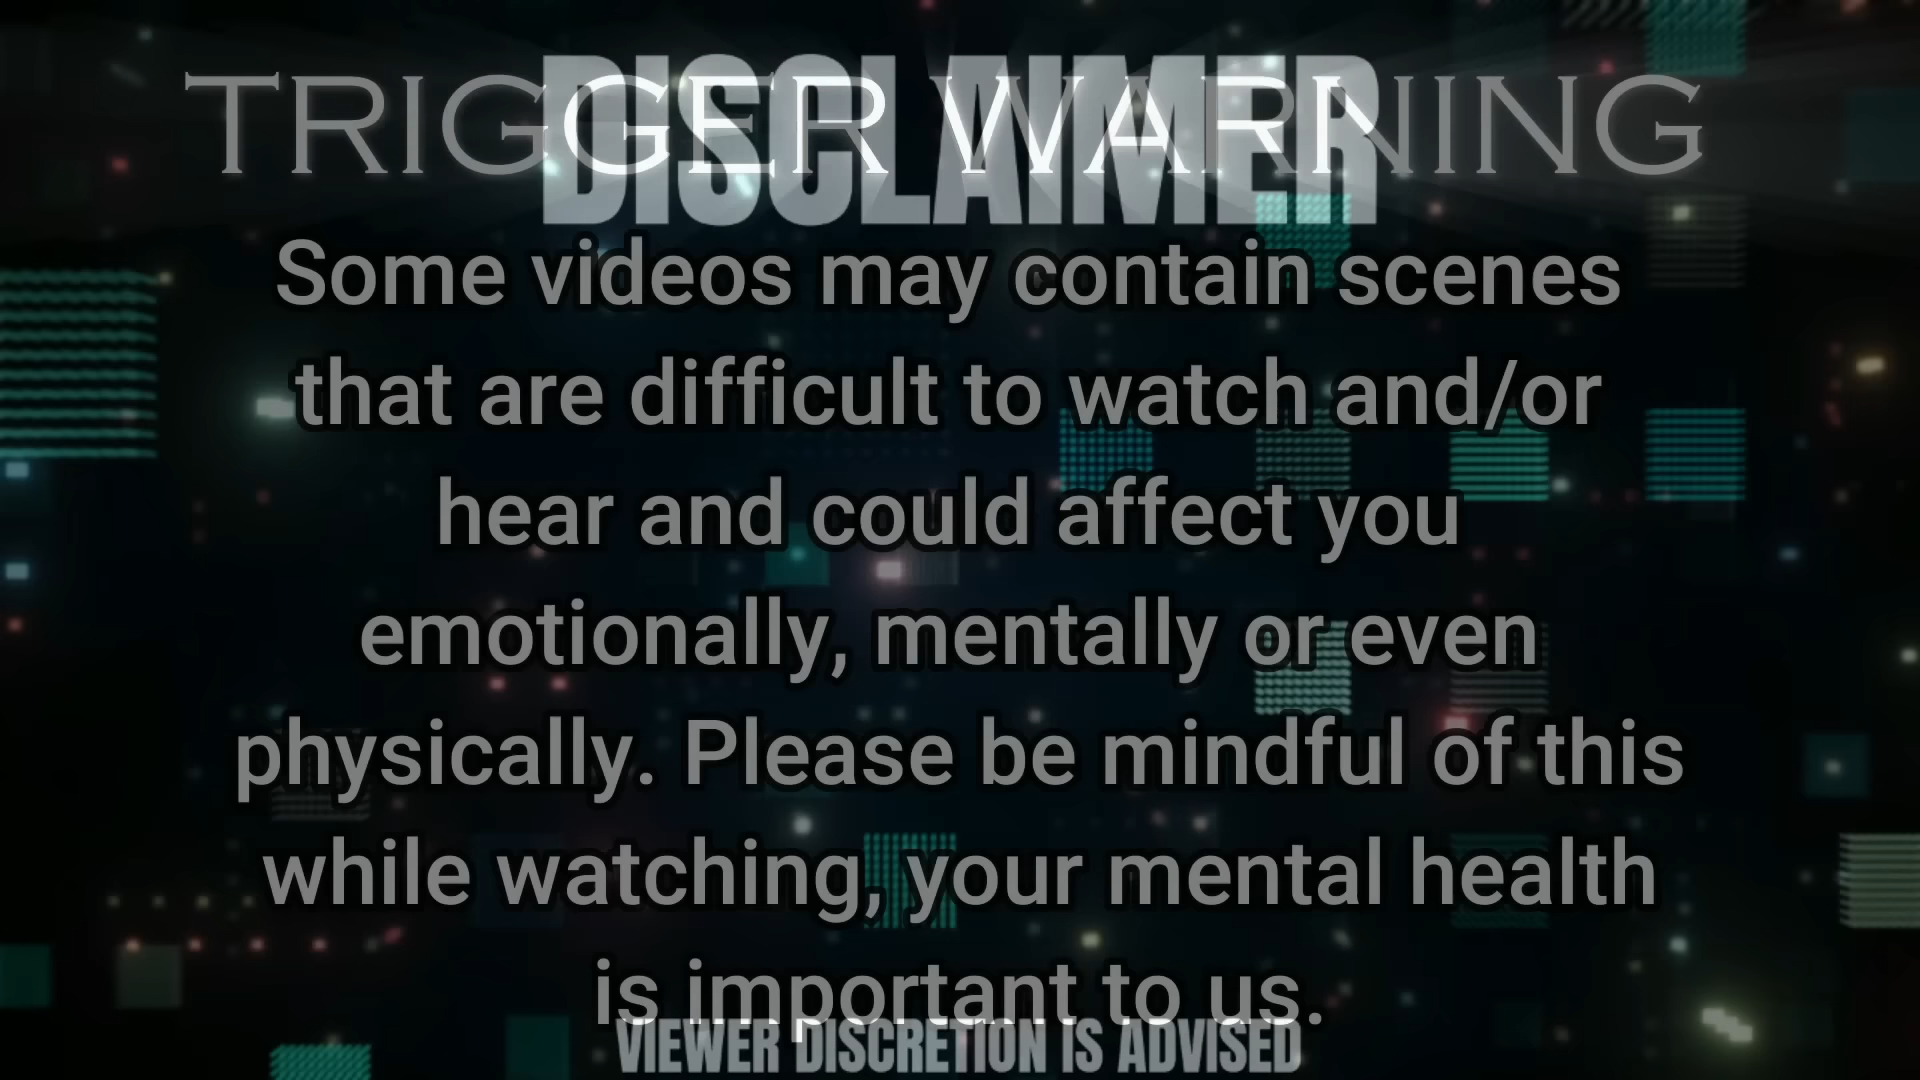 TRIGGER WARNIING
DISCLAIMER
Some videos may contain scenes
that are difficult to watch and/or
hear and could affect you
emotionally, mentally or even
physically. Please be mindful of this
while watching, your mental health
is important to us.
VIEWER DISCRETION IS ADVISED